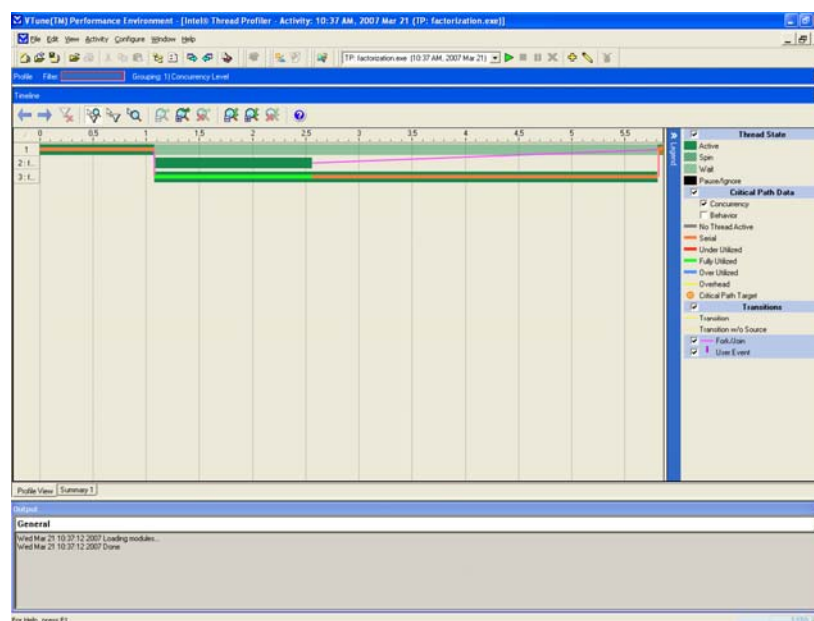 VTune(TM) Performance Environment - [Intel® Thread Profiler - Activity: 10:37 AM, 2007 Mar 21 (TP: factorization.exe)]
File Edit View Activity Configure Window Help
TP: factorization.exe (10:37 AM, 2007 Mar 21)
Profile Filter: Grouping: 1) Concurrency Level
Timeline
0 0.5 1 1.5 2 2.5 3 3.5 4 4.5 5 5.5
1
2: f...
3: f...
Legend
Thread State
Active
Spin
Wait
Pause/Ignore
Critical Path Data
Concurrency
Behavior
No Thread Active
Serial
Under Utilized
Fully Utilized
Over Utilized
Overhead
Critical Path Target
Transitions
Transition
Transition w/o Source
Fork/Join
User Event
Profile View Summary 1
Output
General
Wed Mar 21 10:37:12 2007 Loading modules...
Wed Mar 21 10:37:12 2007 Done
For Help, press F1